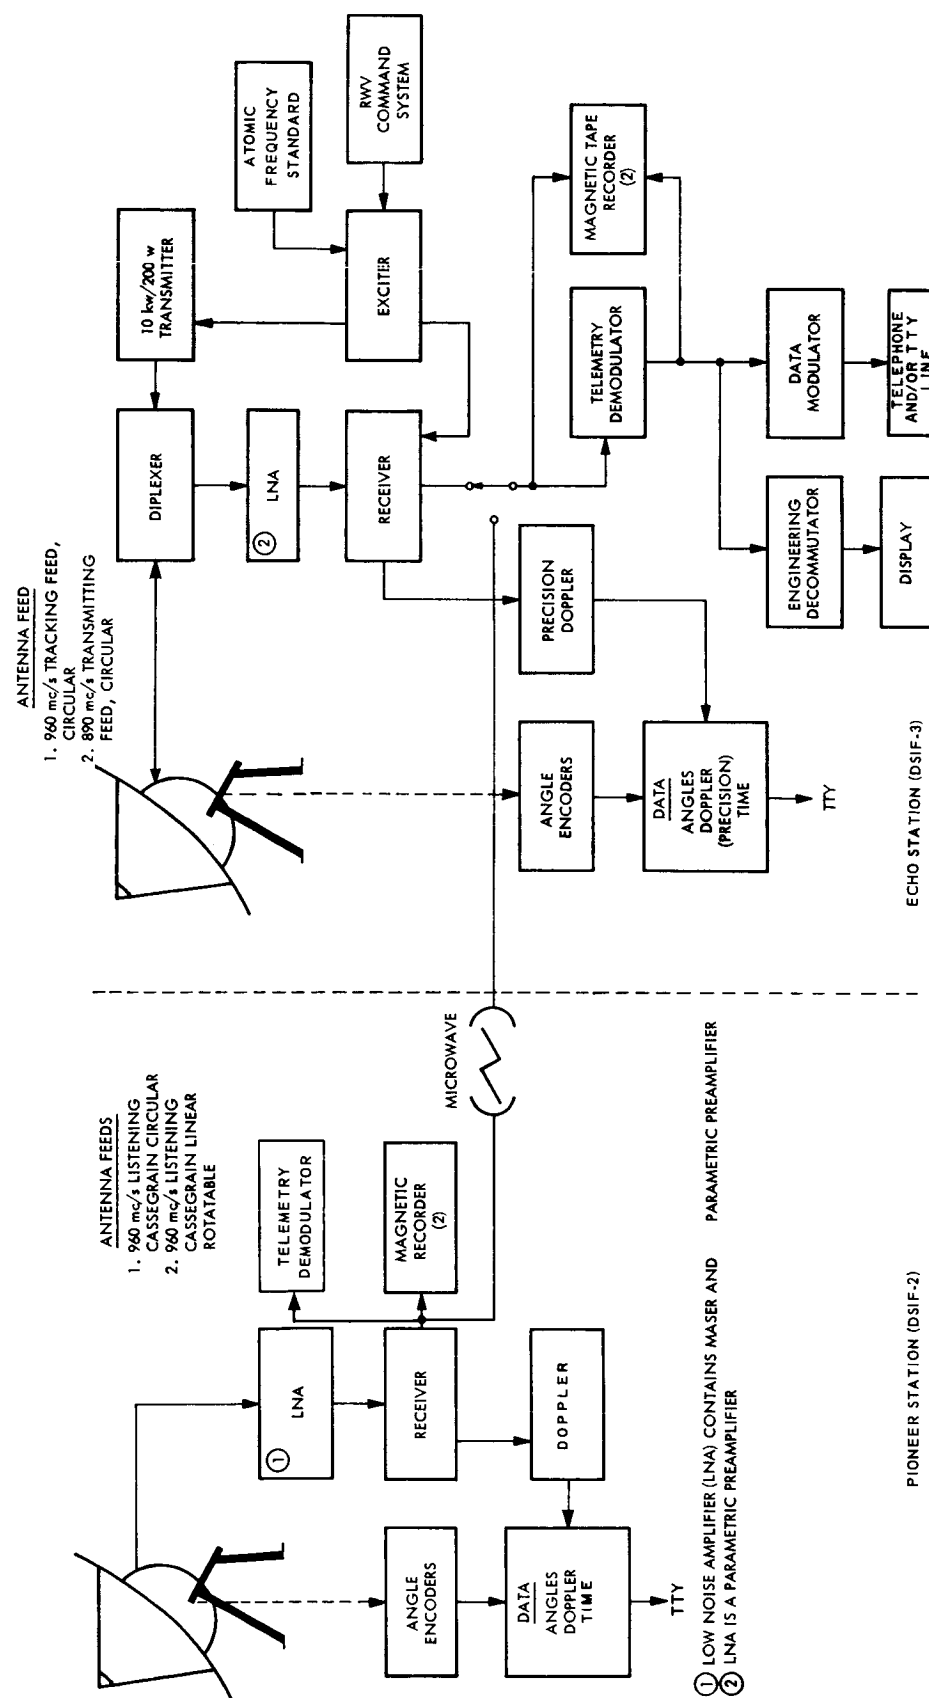 ANTENNA FEEDS
1. 960 mc/s LISTENING
CASSEGRAIN CIRCULAR
2. 960 mc/s LISTENING
CASSEGRAIN LINEAR
ROTATABLE
TELEMETRY
DEMODULATOR
1
LNA
MAGNETIC
RECORDER
(2)
RECEIVER
MICROWAVE
ANGLE
ENCODERS
DOPPLER
DATA
ANGLES
DOPPLER
TIME
TTY
1 LOW NOISE AMPLIFIER (LNA) CONTAINS MASER AND PARAMETRIC PREAMPLIFIER
2 LNA IS A PARAMETRIC PREAMPLIFIER
PIONEER STATION (DSIF-2)
ANTENNA FEED
1. 960 mc/s TRACKING FEED,
CIRCULAR
2. 890 mc/s TRANSMITTING
FEED, CIRCULAR
DIPLEXER
10 kw/200 w
TRANSMITTER
ATOMIC
FREQUENCY
STANDARD
2
LNA
RECEIVER
EXCITER
RWV
COMMAND
SYSTEM
ANGLE
ENCODERS
PRECISION
DOPPLER
TELEMETRY
DEMODULATOR
MAGNETIC TAPE
RECORDER
(2)
DATA
ANGLES
DOPPLER
(PRECISION)
TIME
TTY
ENGINEERING
DECOMMUTATOR
DATA
MODULATOR
DISPLAY
TELEPHONE
AND/OR TTY
LINE
ECHO STATION (DSIF-3)